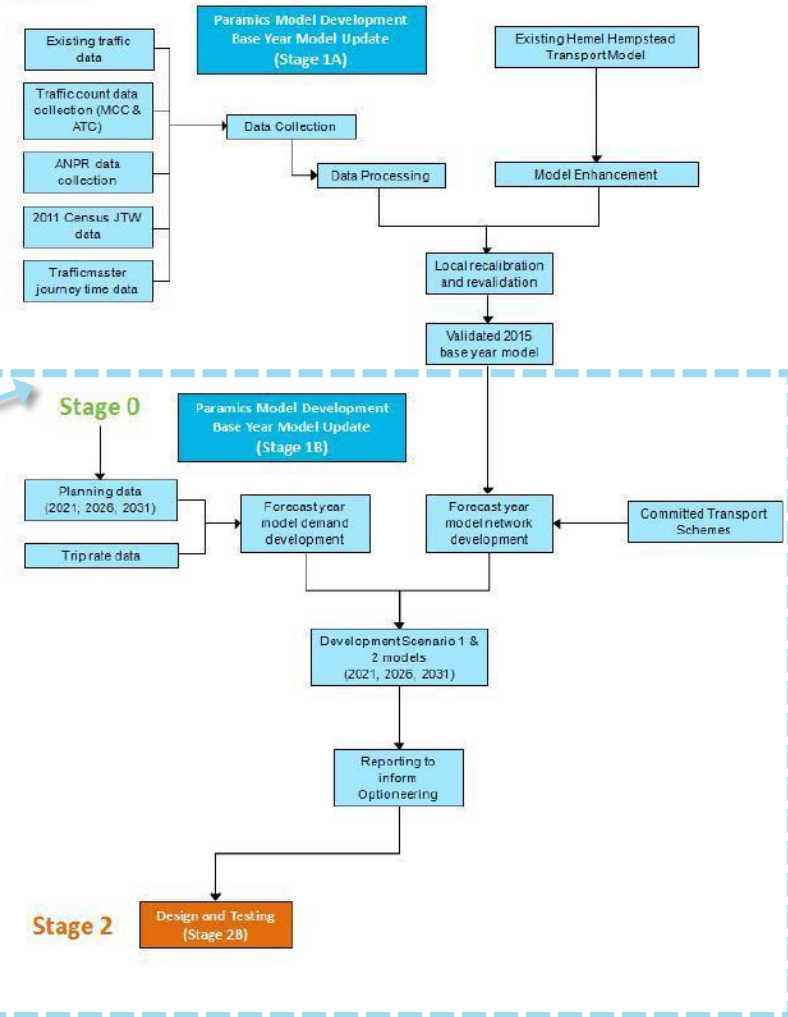 Paramics Model Development
Base Year Model Update
(Stage 1A)
Existing traffic
data
Existing Hemel Hempstead
Transport Model
Traffic count data
collection (MCC &
ATC)
Data Collection
ANPR data
collection
Data Processing
Model Enhancement
2011 Census JTW
data
Trafficmaster
journey time data
Local recalibration
and revalidation
Validated 2015
base year model
Stage 0
Paramics Model Development
Base Year Model Update
(Stage 1B)
Planning data
(2021; 2026; 2031)
Trip rate data
Forecast year
model demand
development
Forecast year
model network
development
Committed Transport
Schemes
Development Scenario 1 &
2 models
(2021, 2026, 2031)
Reporting to
inform
Optioneering
Stage 2
Design and Testing
(Stage 2B)